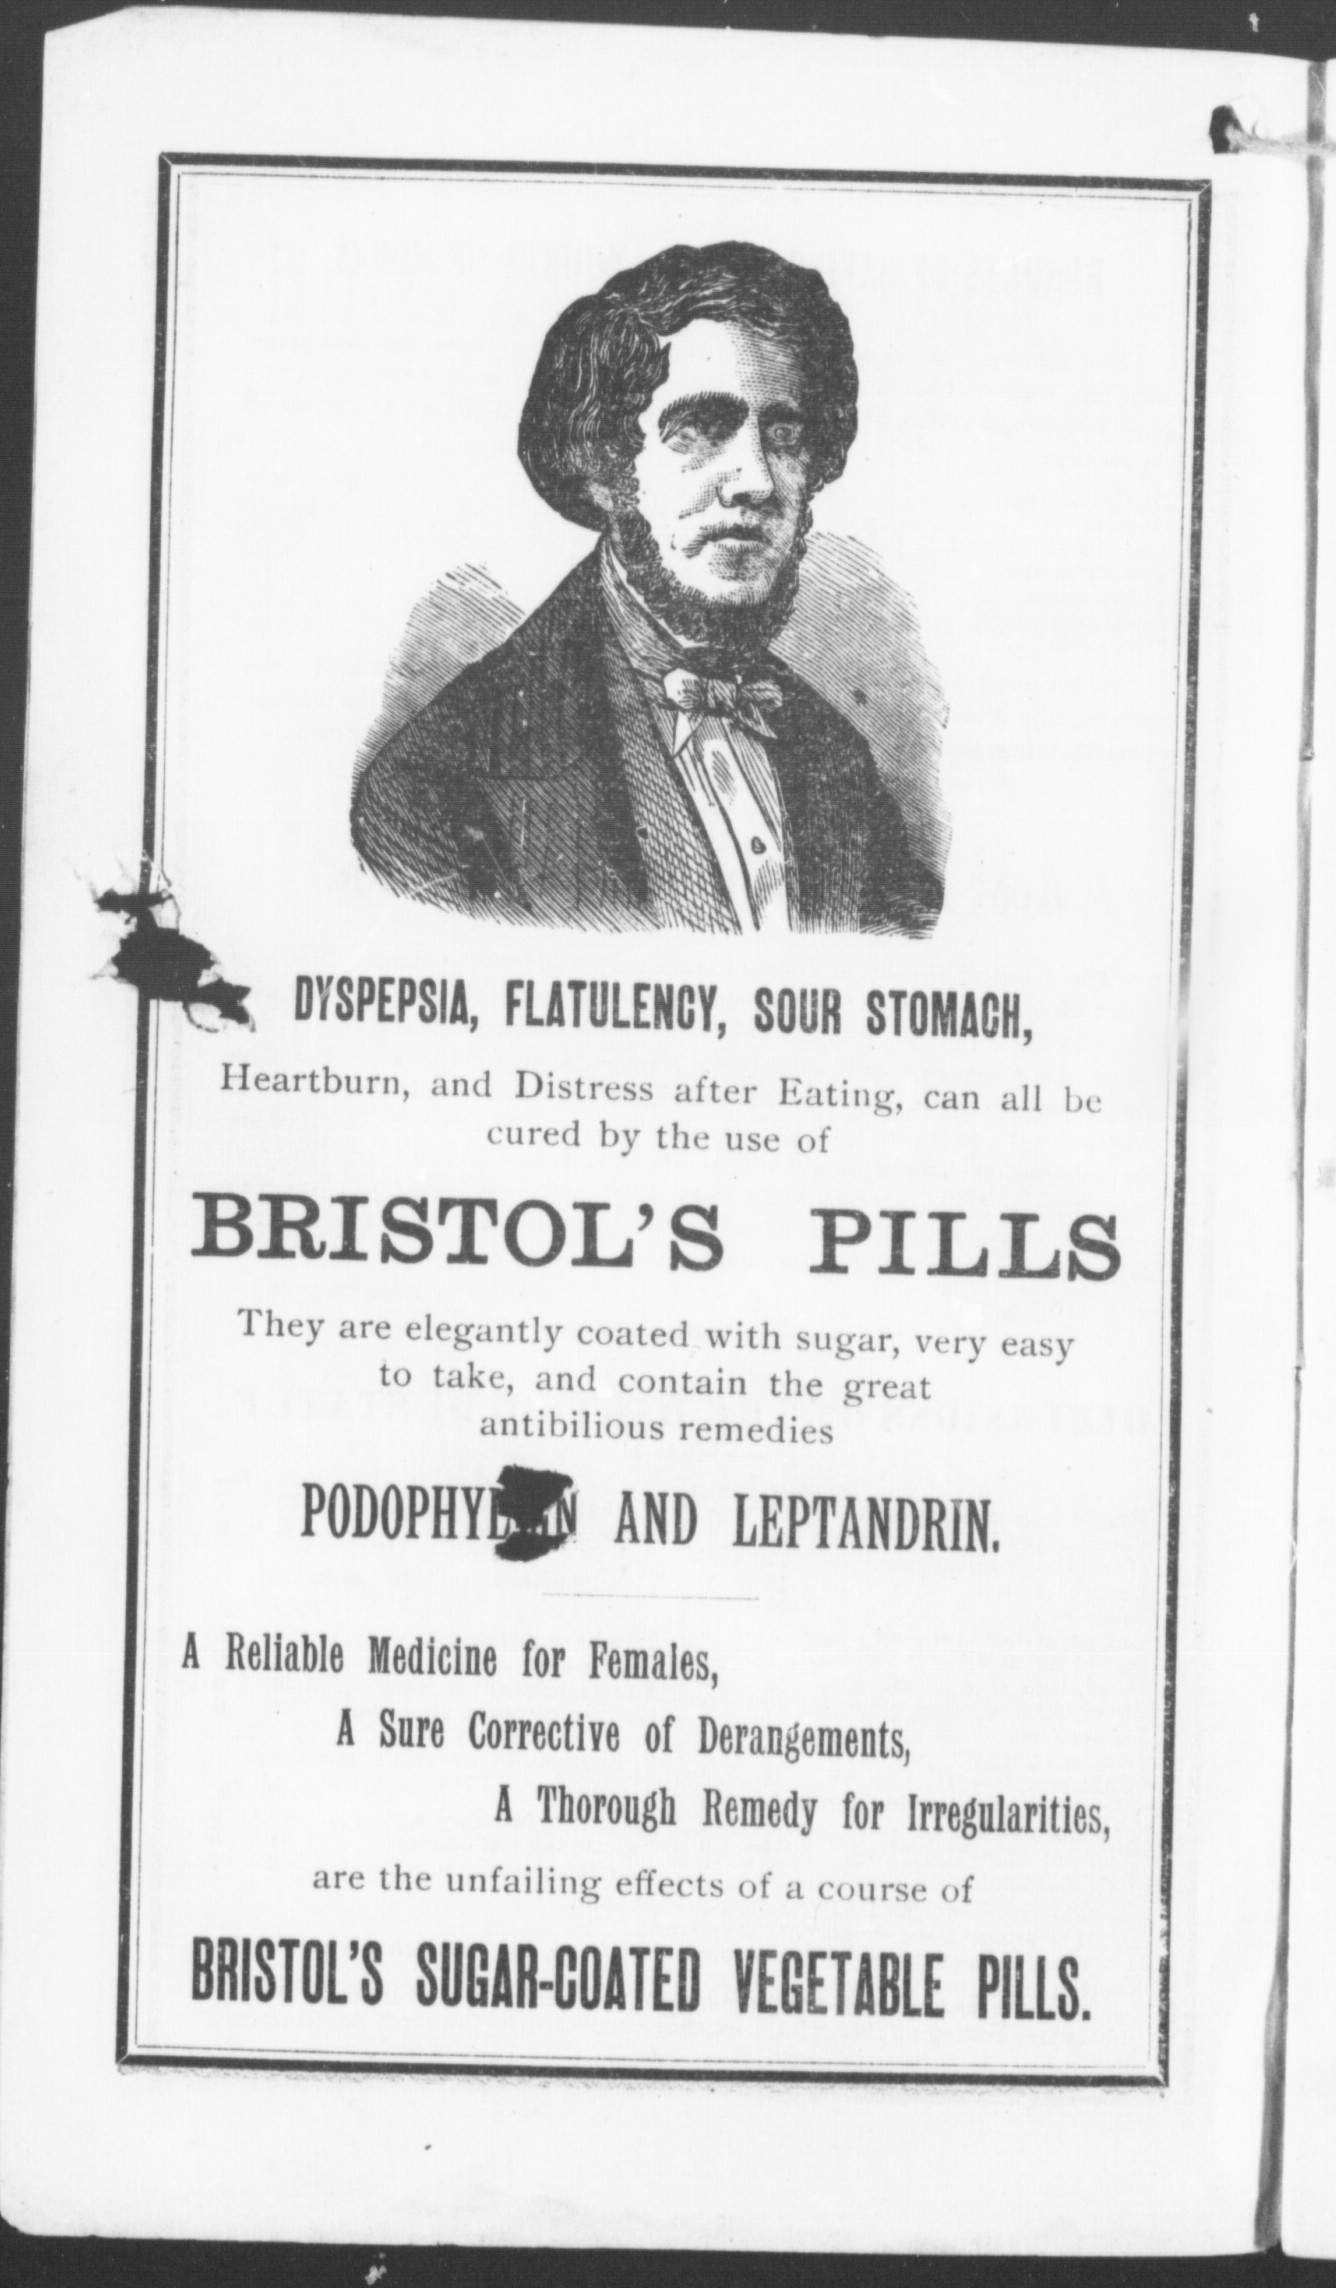 DYSPEPSIA, FLATULENCY, SOUR STOMACH,
Heartburn, and Distress after Eating, can all be
cured by the use of
BRISTOL'S PILLS
They are elegantly coated with sugar, very easy
to take, and contain the great
antibilious remedies
AND LEPTANDRIN.
A Reliable Medicine for Females,
A Sure Corrective of Derangements,
A Thorough Remedy for Irregularities,
are the unfailing effects of a course of
BRISTOL'S SUGAR-COATED VEGETABLE PILLS.